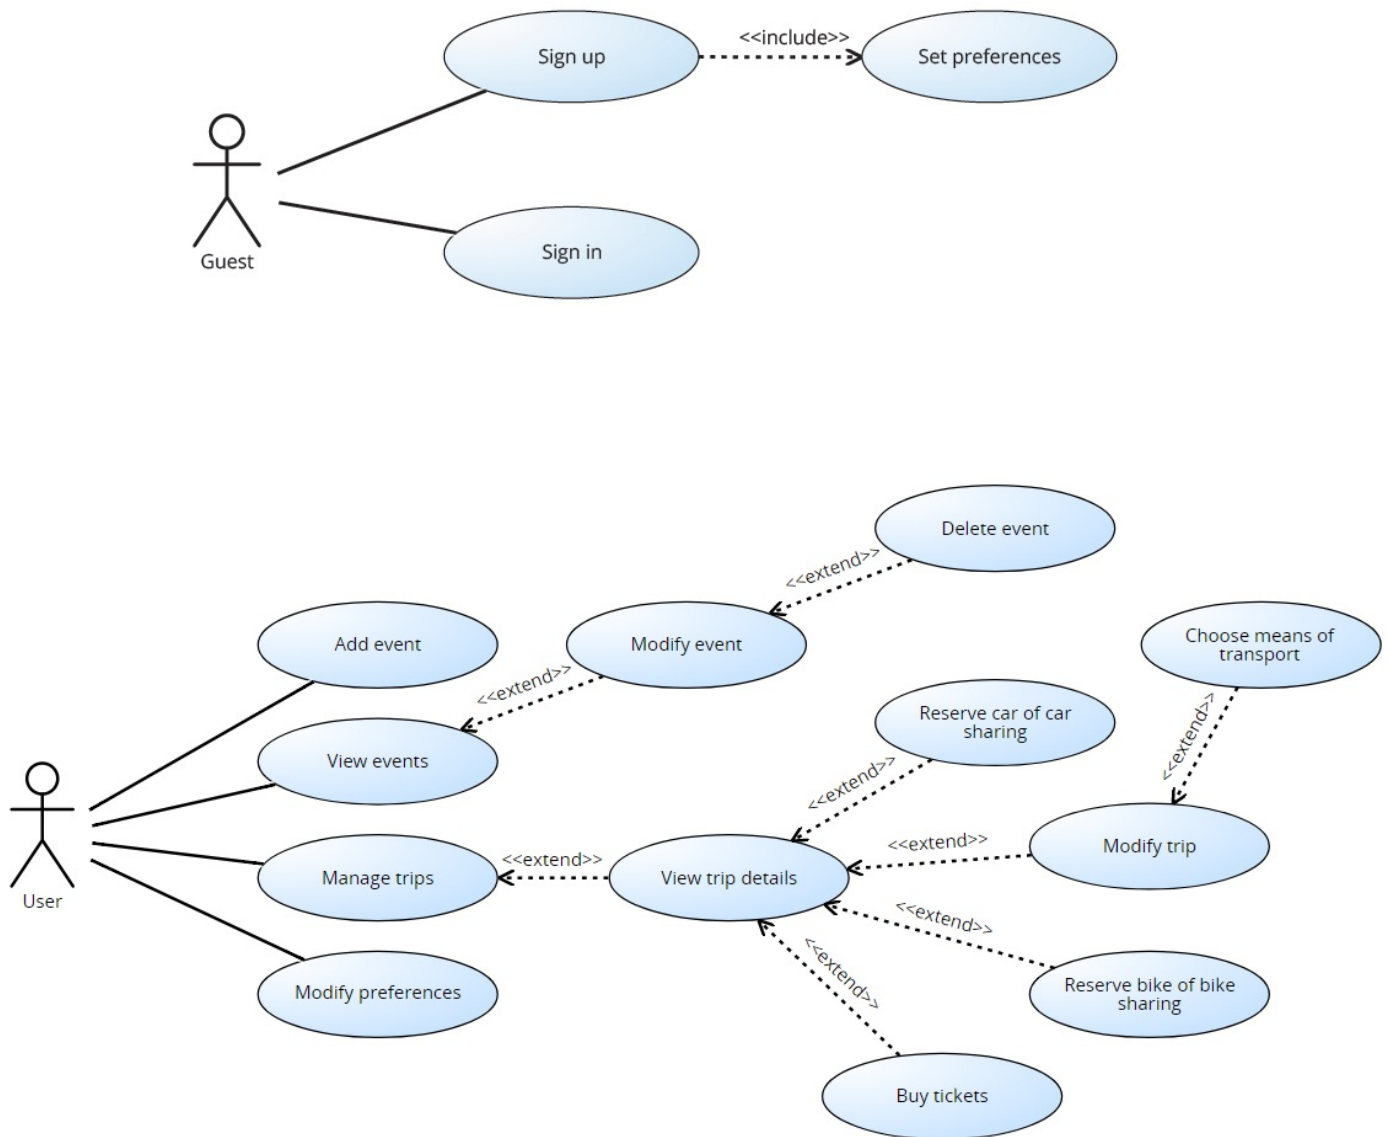 <<include>>
Sign up
Set preferences
Sign in
Guest
Delete event
<<extend>>
Add event
Modify event
Choose means of
transport
<<extend>>
Reserve car of car
sharing
<<extend>>
View events
<<extend>>
<<extend>>
Modify trip
<<extend>>
<<extend>>
Manage trips
View trip details
User
<<extend>>
Modify preferences
Reserve bike of bike
sharing
<<extend>>
Buy tickets